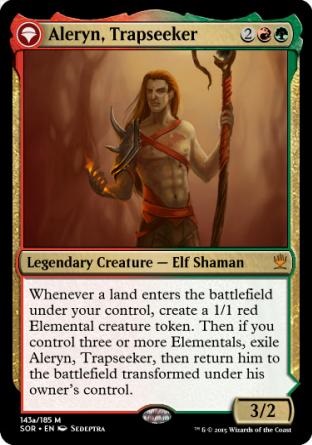 Aleryn, Trapseeker 2
Legendary Creature — Elf Shaman
Whenever a land enters the battlefield
under your control, create a 1/1 red
Elemental creature token. Then if you
control three or more Elementals, exile
Aleryn, Trapseeker, then return him to
the battlefield transformed under his
owner's control.
3/2
143a/185 M
SOR • EN Sedeptra
™ & © 2015 Wizards of the Coast